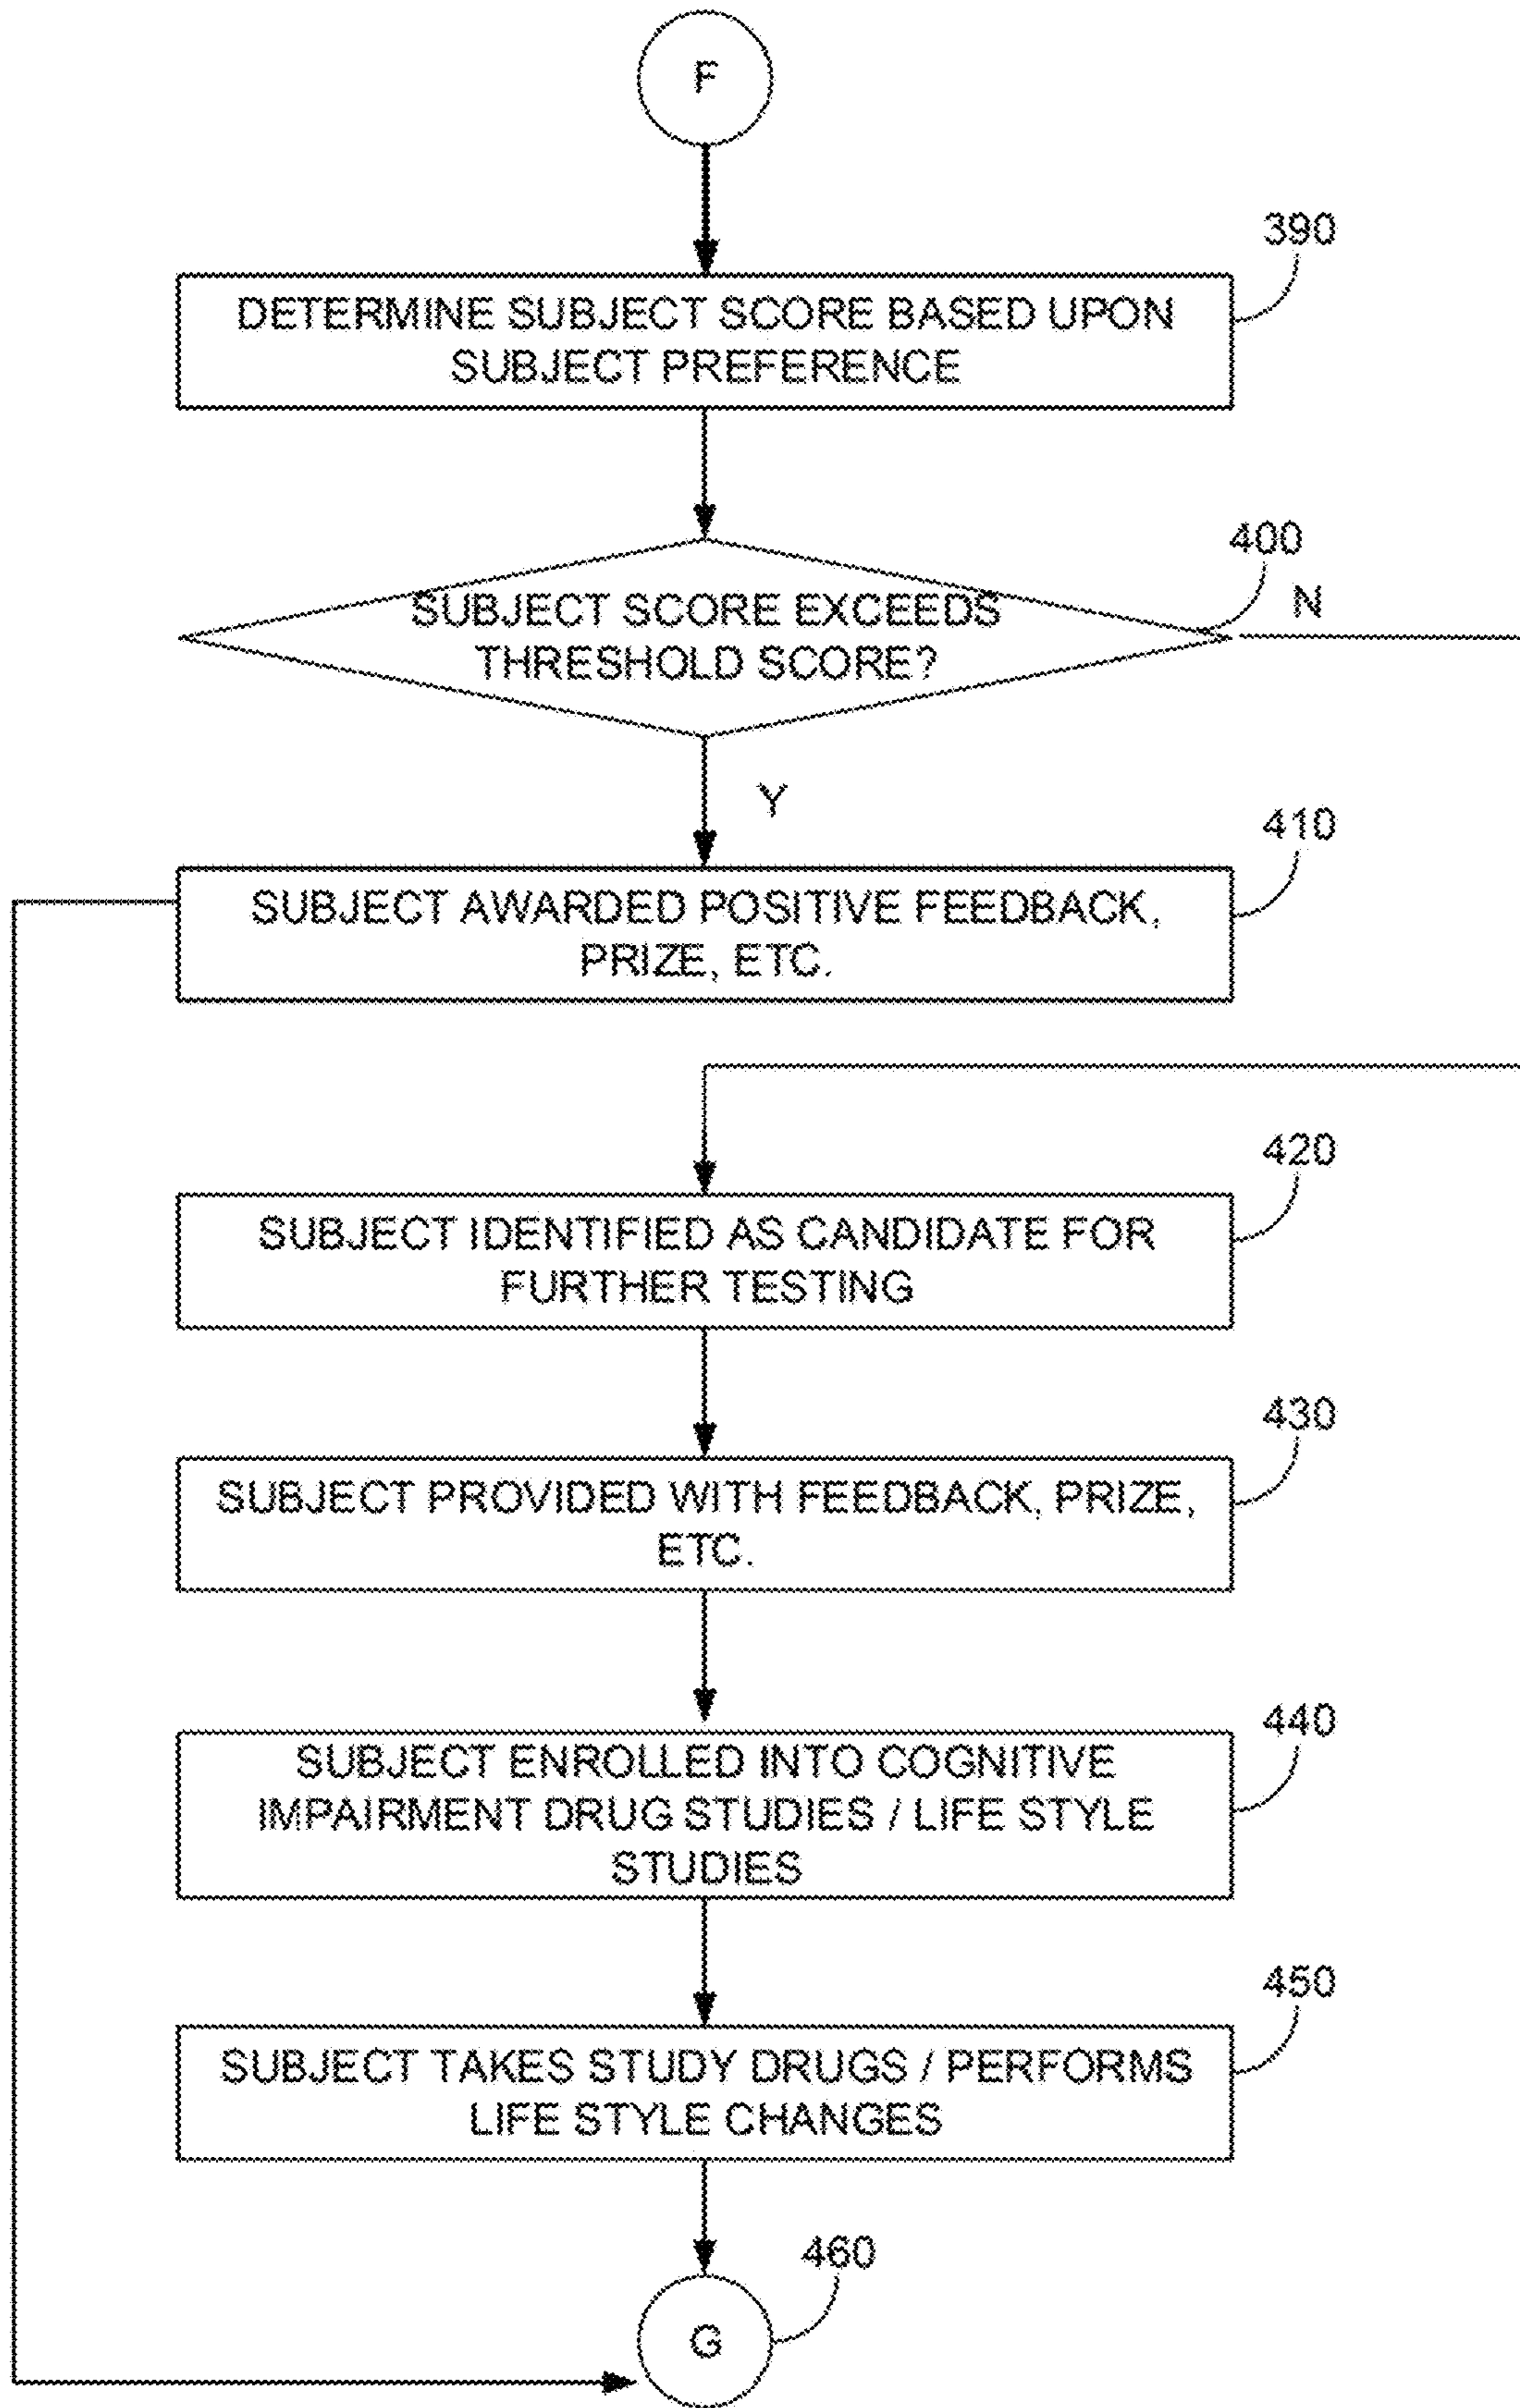 F
390
DETERMINE SUBJECT SCORE BASED UPON
SUBJECT PREFERENCE
400
N
SUBJECT SCORE EXCEEDS
THRESHOLD SCORE?
Y
410
SUBJECT AWARDED POSITIVE FEEDBACK,
PRIZE, ETC.
420
SUBJECT IDENTIFIED AS CANDIDATE FOR
FURTHER TESTING
430
SUBJECT PROVIDED WITH FEEDBACK, PRIZE,
ETC.
440
SUBJECT ENROLLED INTO COGNITIVE
IMPAIRMENT DRUG STUDIES / LIFE STYLE
STUDIES
450
SUBJECT TAKES STUDY DRUGS / PERFORMS
LIFE STYLE CHANGES
460
G